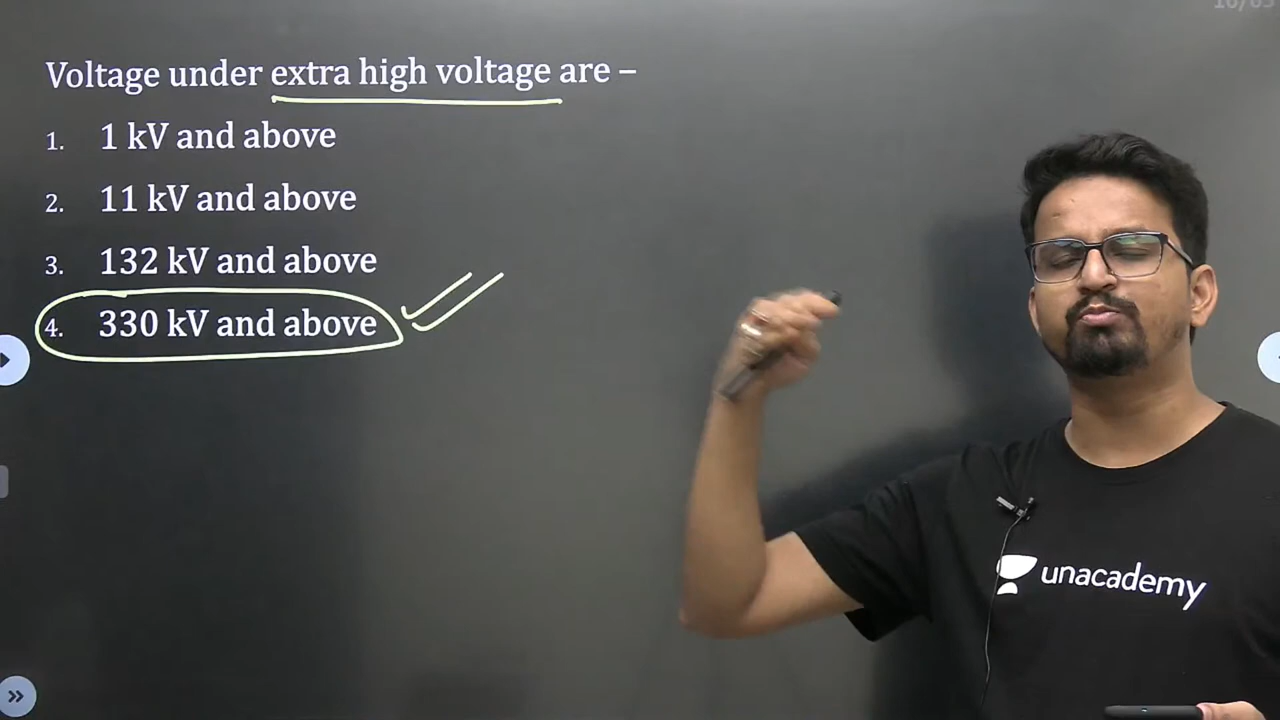 Voltage under extra high voltage are –
1. 1 kV and above
2. 11 kV and above
3. 132 kV and above
4. 330 kV and above
unacademy